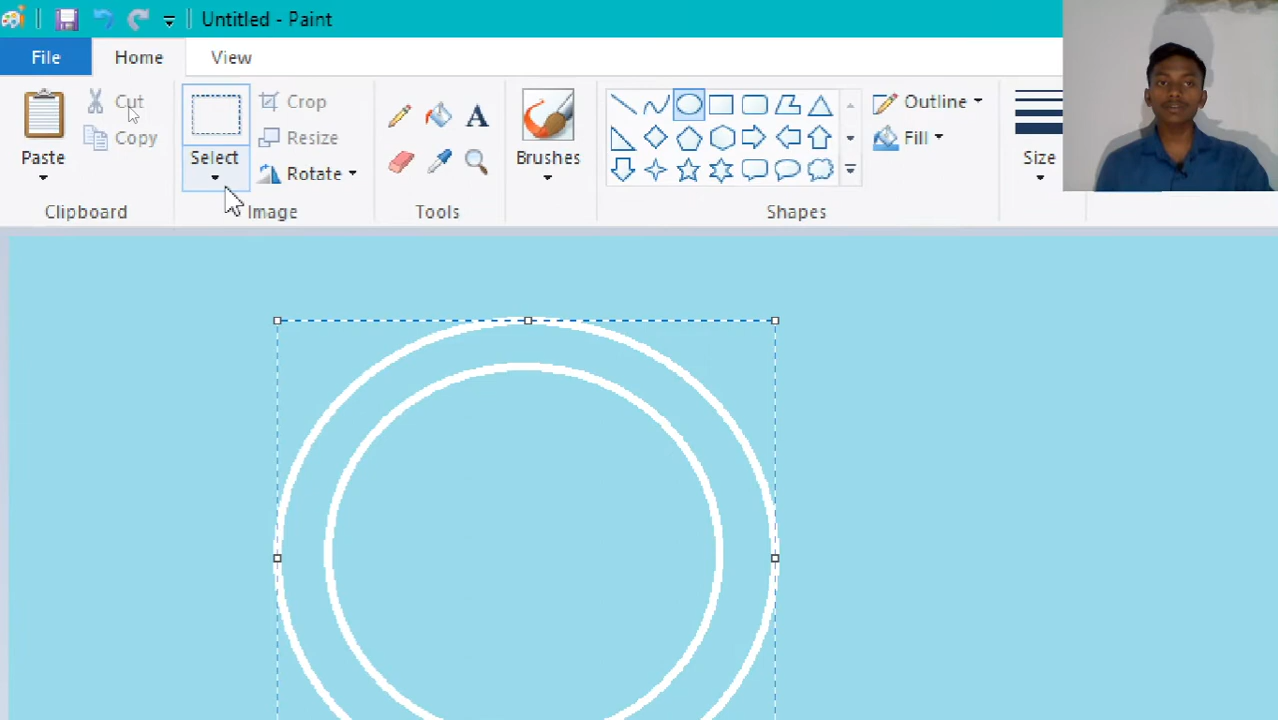 Untitled - Paint
File Home View
Cut
Copy
Paste
Clipboard
Select
Crop
Resize
Rotate
Image
A
Tools
Brushes
Shapes
Outline
Fill
Size